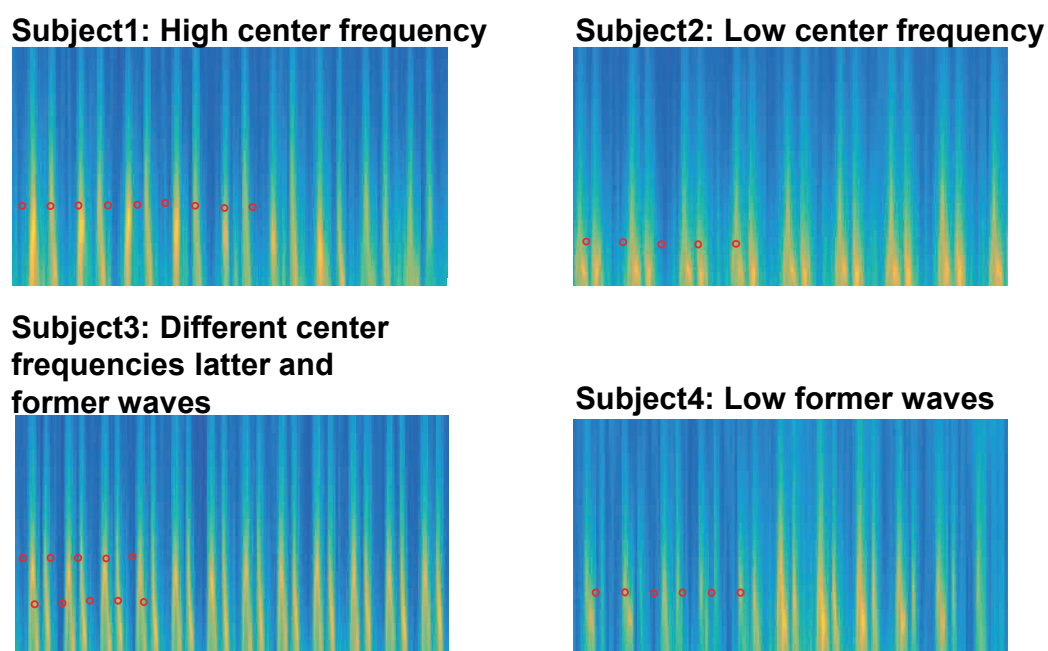 Subject1: High center frequency
Subject2: Low center frequency
Subject3: Different center
frequencies latter and
former waves
Subject4: Low former waves